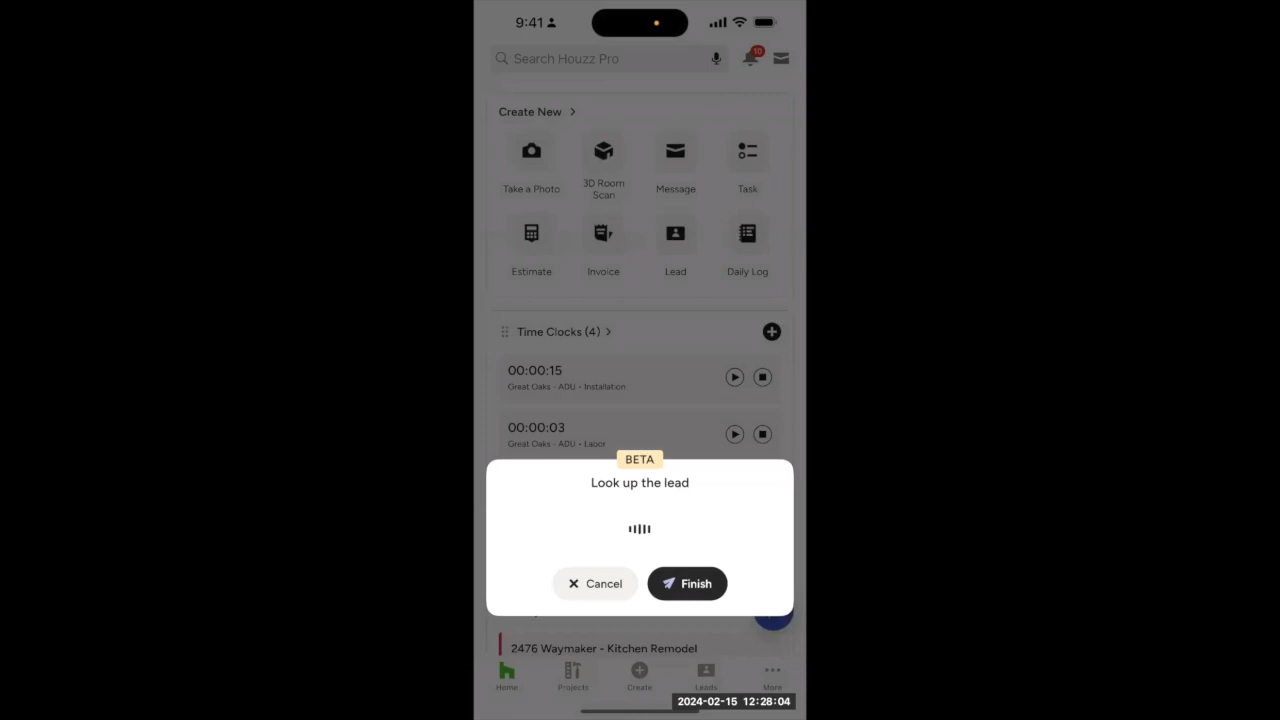 9:41
Search Houzz Pro
10
Create New
Take a Photo
3D Room
Scan
Message
Task
Estimate
Invoice
Lead
Daily Log
Time Clocks (4)
00:00:15
Great Oaks - ADU • Installation
00:00:03
Great Oaks - ADU • Labor
BETA
Look up the lead
Cancel
Finish
2476 Waymaker - Kitchen Remodel
Home
Projects
Create
Leads
More
2024-02-15 12:28:04